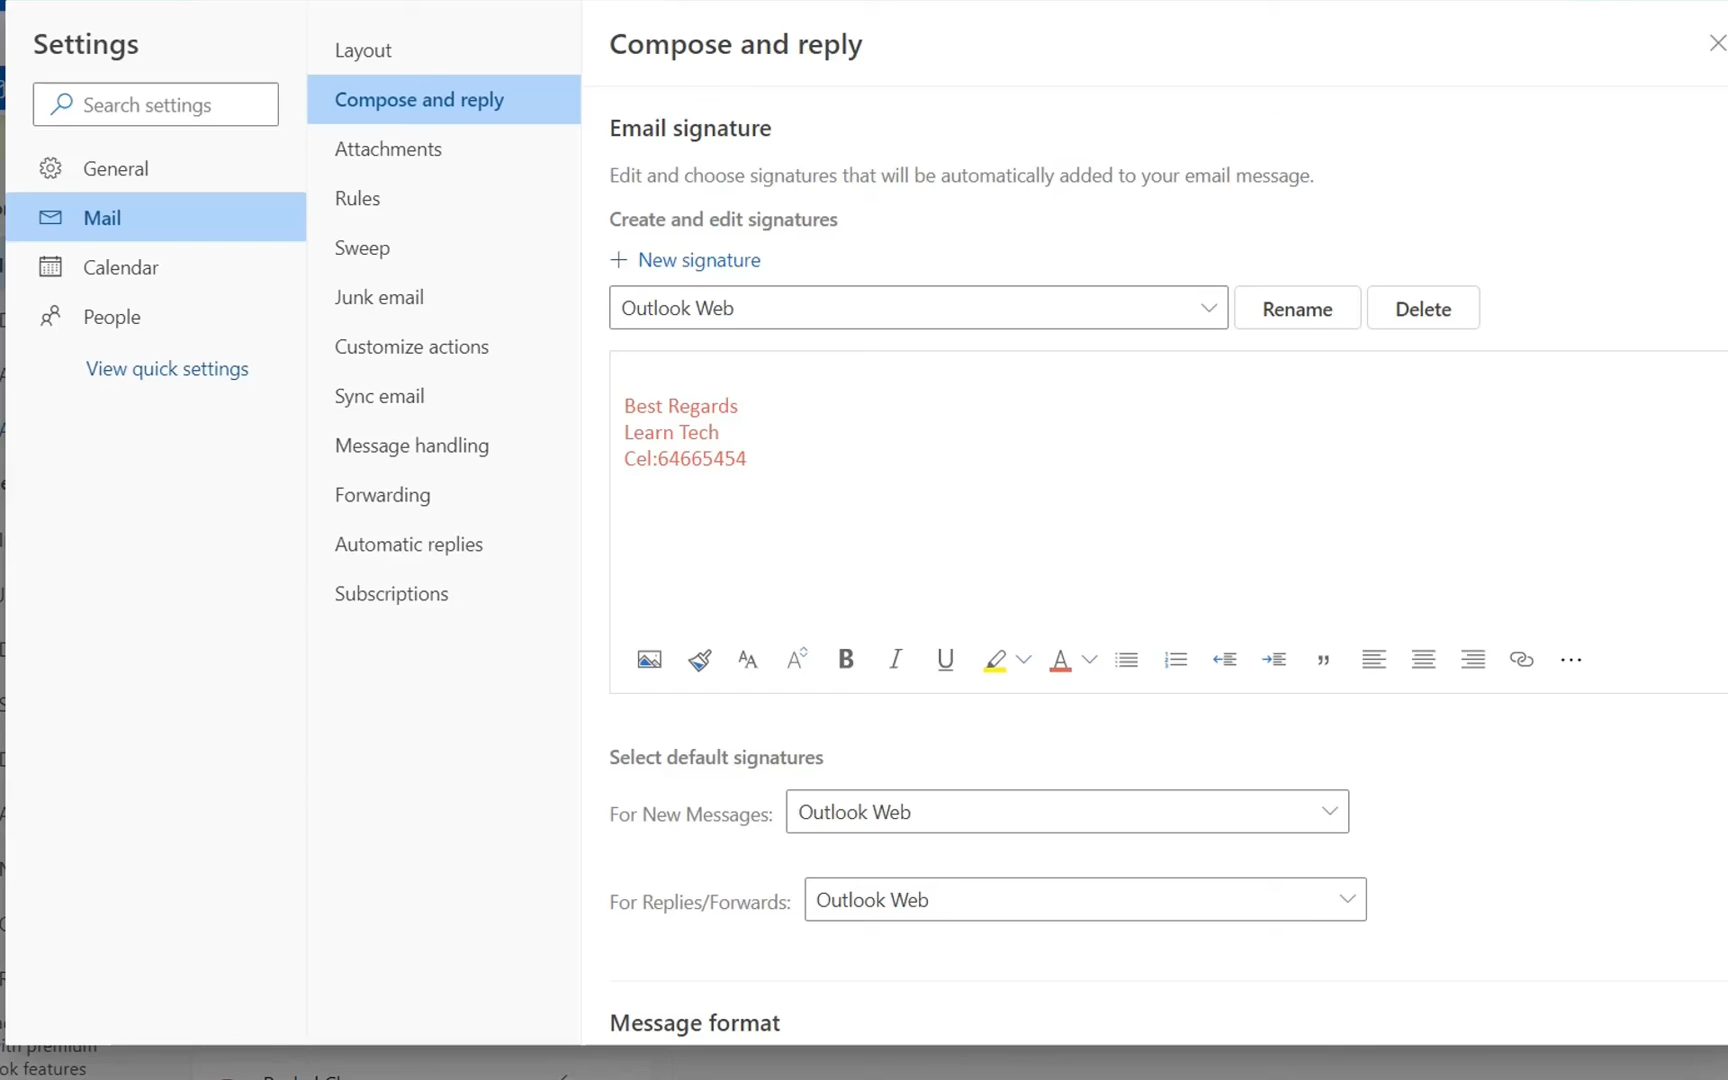 Settings
Search settings
General
Mail
Calendar
People
View quick settings
Layout
Compose and reply
Attachments
Rules
Sweep
Junk email
Customize actions
Sync email
Message handling
Forwarding
Automatic replies
Subscriptions
Compose and reply
Email signature
Edit and choose signatures that will be automatically added to your email message.
Create and edit signatures
New signature
Outlook Web
Rename
Delete
Best Regards
Learn Tech
Cel:64665454
Select default signatures
For New Messages: Outlook Web
For Replies/Forwards: Outlook Web
Message format
premium
features